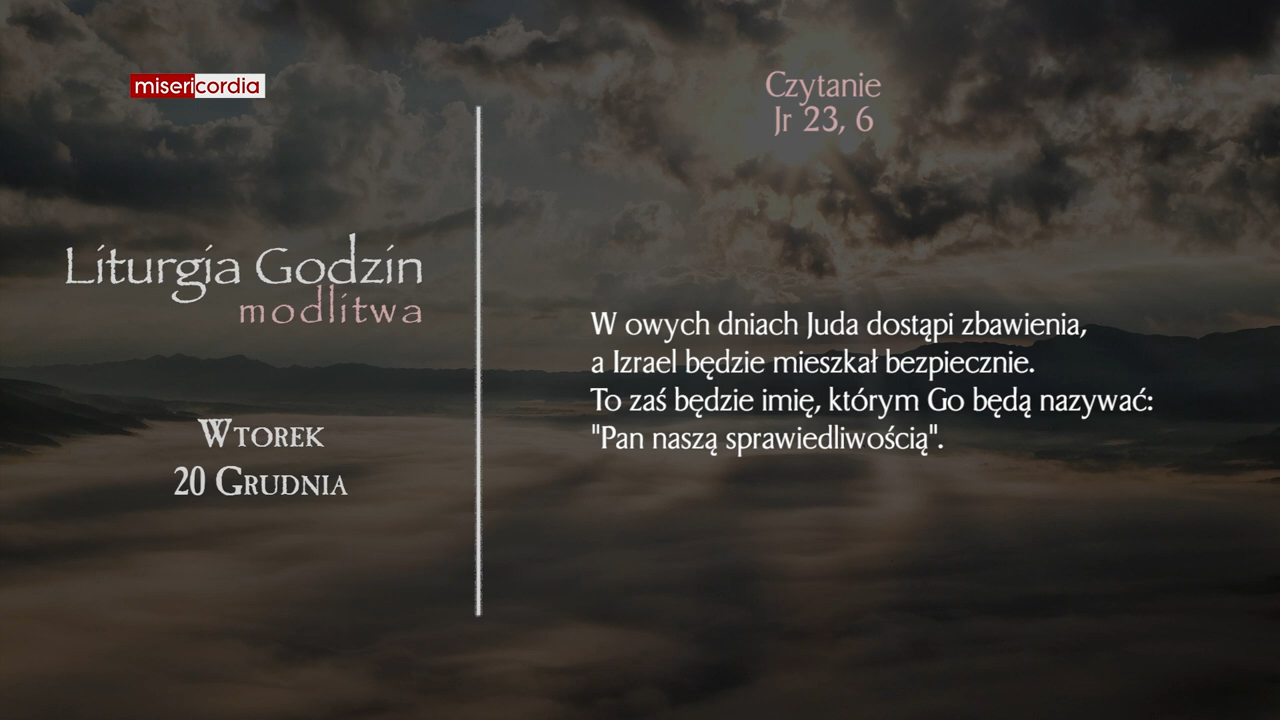 misericordia
Liturgia Godzin
modlitwa
Wtorek
20 Grudnia
Czytanie
Jr 23, 6
W owych dniach Juda dostąpi zbawienia,
a Izrael będzie mieszkał bezpiecznie.
To zaś będzie imię, którym Go będą nazywać:
"Pan naszą sprawiedliwością".